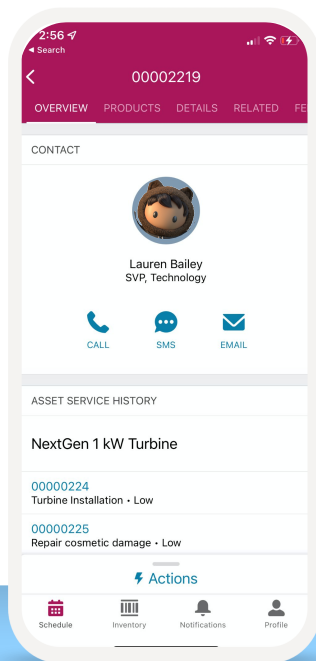 2:56
Search
00002219
OVERVIEW PRODUCTS DETAILS RELATED FE
CONTACT
Lauren Bailey
SVP, Technology
CALL SMS EMAIL
ASSET SERVICE HISTORY
NextGen 1 kW Turbine
00000224
Turbine Installation • Low
00000225
Repair cosmetic damage • Low
Actions
Schedule Inventory Notifications Profile